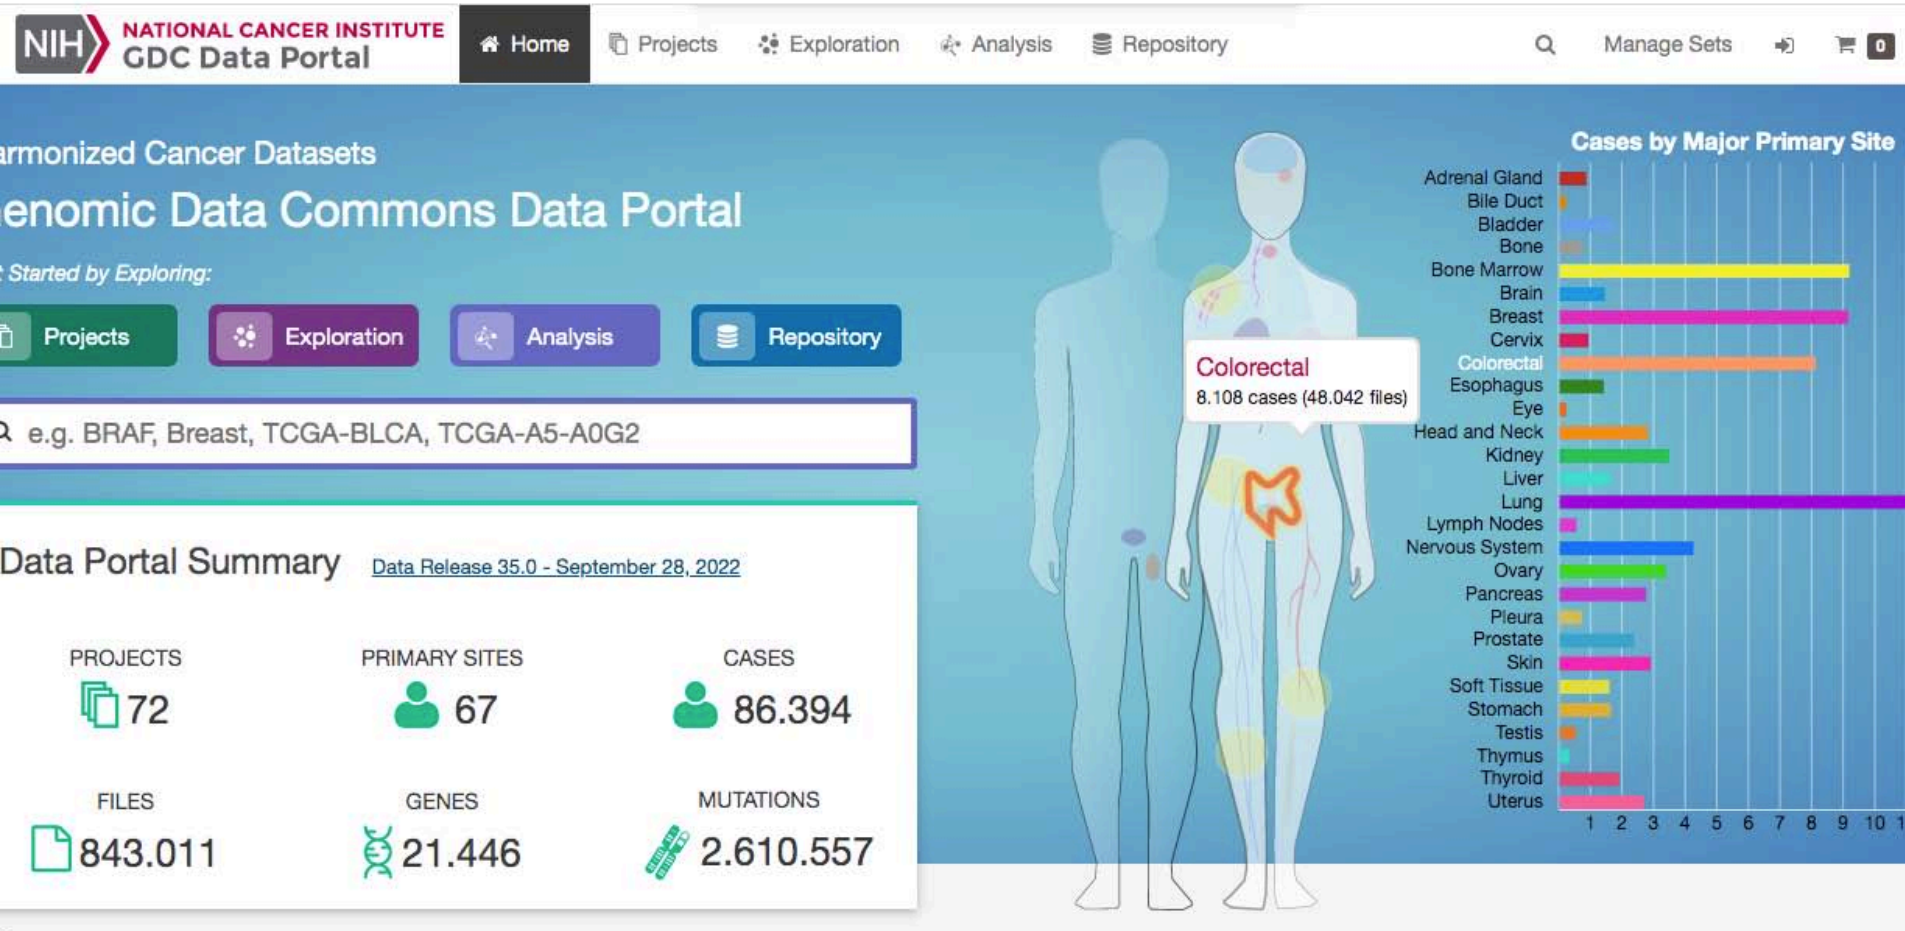 NIH NATIONAL CANCER INSTITUTE
GDC Data Portal
Home
Projects
Exploration
Analysis
Repository
Manage Sets
0
armonized Cancer Datasets
enomic Data Commons Data Portal
t Started by Exploring:
Projects
Exploration
Analysis
Repository
e.g. BRAF, Breast, TCGA-BLCA, TCGA-A5-A0G2
Data Portal Summary
Data Release 35.0 - September 28, 2022
PROJECTS
72
PRIMARY SITES
67
CASES
86.394
FILES
843.011
GENES
21.446
MUTATIONS
2.610.557
Colorectal
8.108 cases (48.042 files)
Cases by Major Primary Site
Adrenal Gland
Bile Duct
Bladder
Bone
Bone Marrow
Brain
Breast
Cervix
Colorectal
Esophagus
Eye
Head and Neck
Kidney
Liver
Lung
Lymph Nodes
Nervous System
Ovary
Pancreas
Pleura
Prostate
Skin
Soft Tissue
Stomach
Testis
Thymus
Thyroid
Uterus
1 2 3 4 5 6 7 8 9 10 1